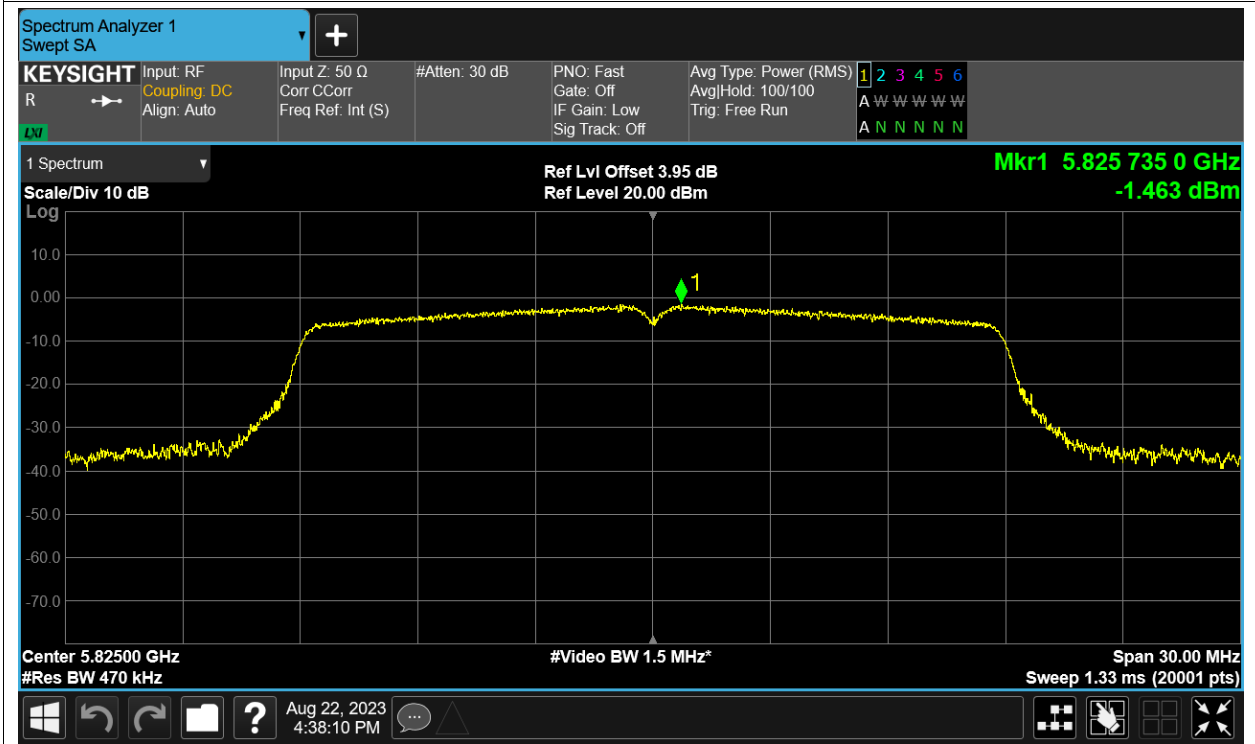 Spectrum Analyzer 1
Swept SA
+
KEYSIGHT Input: RF Input Z: 50 Ω #Atten: 30 dB PNO: Fast Avg Type: Power (RMS) 1 2 3 4 5 6
R Coupling: DC Corr CCorr Gate: Off Avg|Hold: 100/100 A W W W W W
Align: Auto Freq Ref: Int (S) IF Gain: Low Trig: Free Run
LXI Sig Track: Off A N N N N N
1 Spectrum Ref Lvl Offset 3.95 dB Mkr1 5.825 735 0 GHz
Scale/Div 10 dB Ref Level 20.00 dBm -1.463 dBm
Log
10.0
1
0.00
-10.0
-20.0
-30.0
-40.0
-50.0
-60.0
-70.0
Center 5.82500 GHz #Video BW 1.5 MHz* Span 30.00 MHz
#Res BW 470 kHz Sweep 1.33 ms (20001 pts)
? Aug 22, 2023
4:38:10 PM